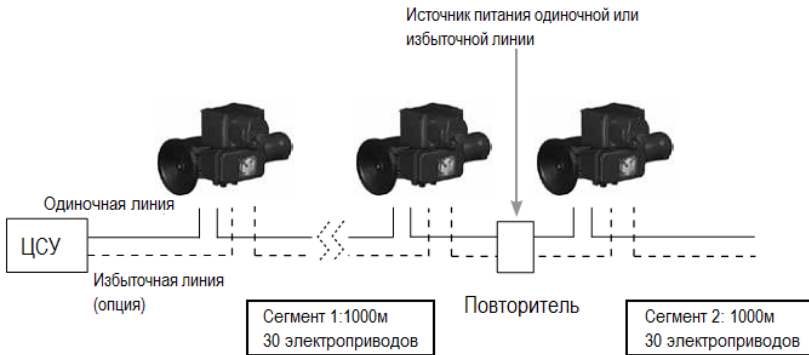 Источник питания одиночной или
избыточной линии
Одиночная линия
ЦСУ
Избыточная линия
(опция)
Сегмент 1:1000м
30 электроприводов
Повторитель
Сегмент 2: 1000м
30 электроприводов